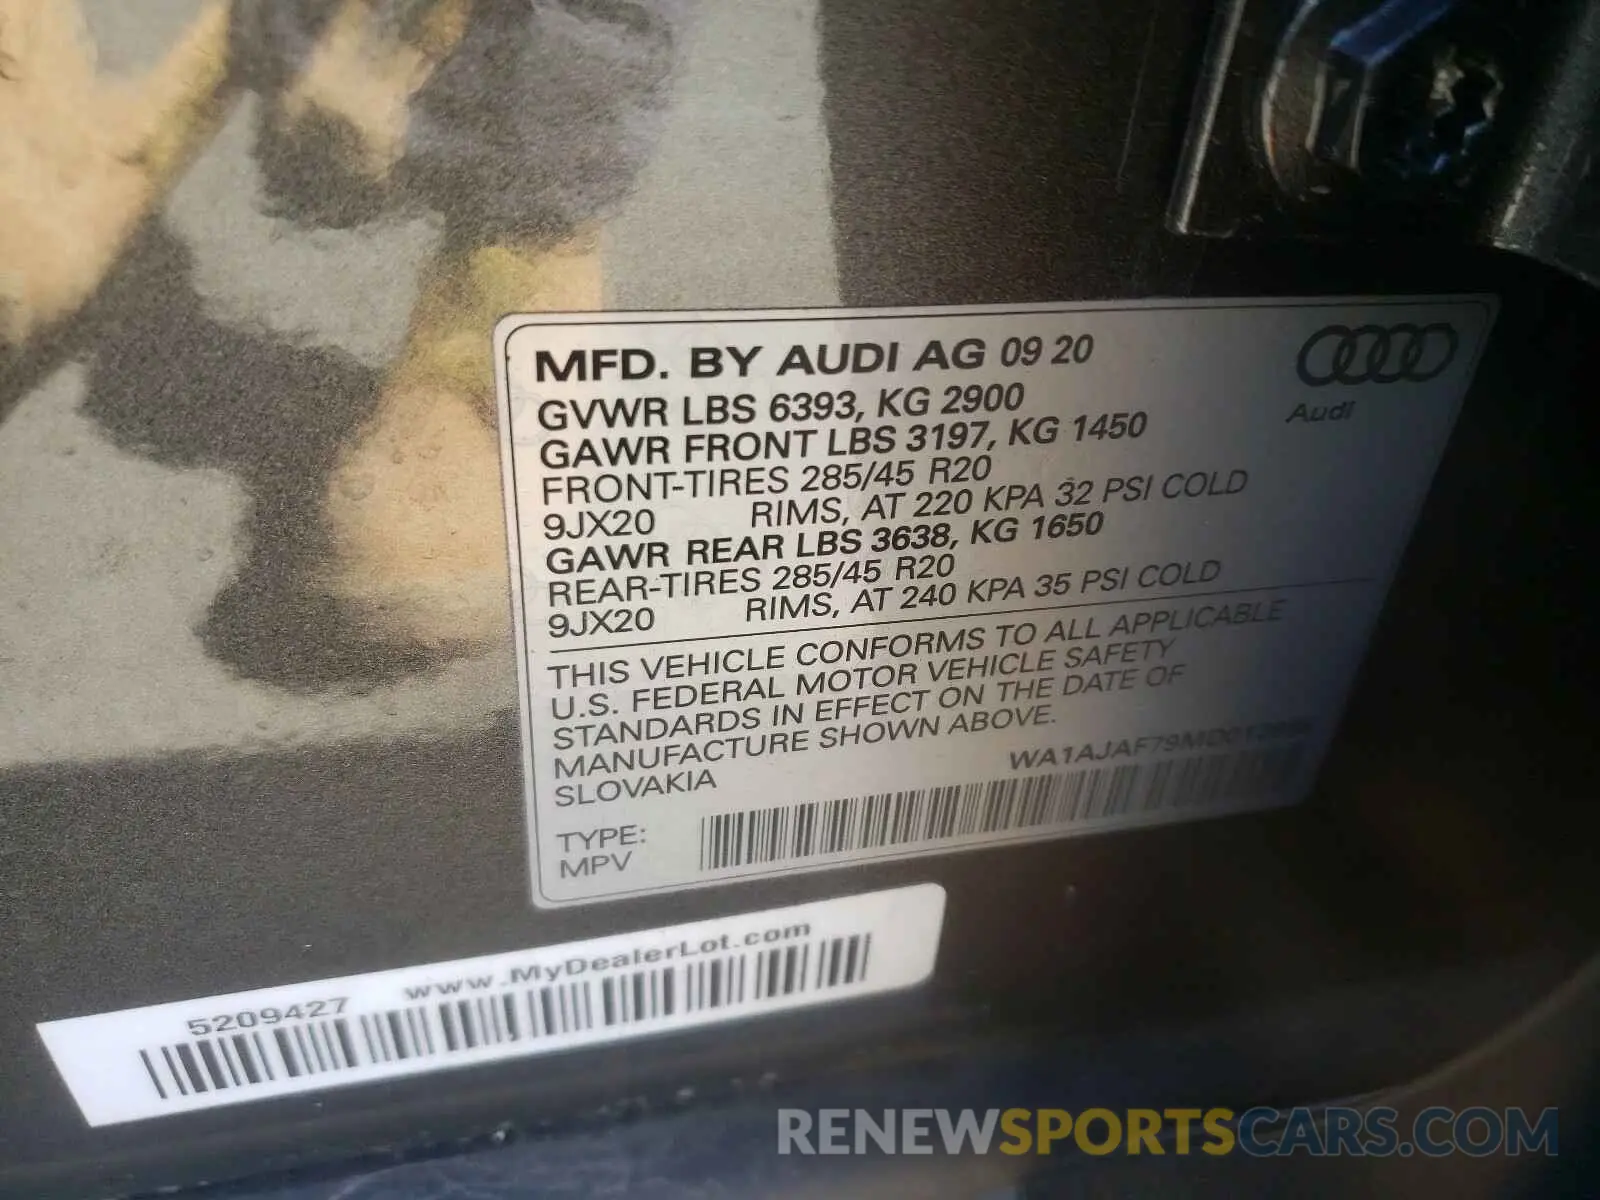 MFD. BY AUDI AG 09 20
Audi
GVWR LBS 6393, KG 2900
GAWR FRONT LBS 3197, KG 1450
FRONT-TIRES 285/45 R20
9JX20 RIMS, AT 220 KPA 32 PSI COLD
GAWR REAR LBS 3638, KG 1650
REAR-TIRES 285/45 R20
9JX20 RIMS, AT 240 KPA 35 PSI COLD
THIS VEHICLE CONFORMS TO ALL APPLICABLE
U.S. FEDERAL MOTOR VEHICLE SAFETY
STANDARDS IN EFFECT ON THE DATE OF
MANUFACTURE SHOWN ABOVE.
SLOVAKIA
TYPE:
MPV
5209427 www.MyDealerLot.com
RENEWSPORTSCARS.COM